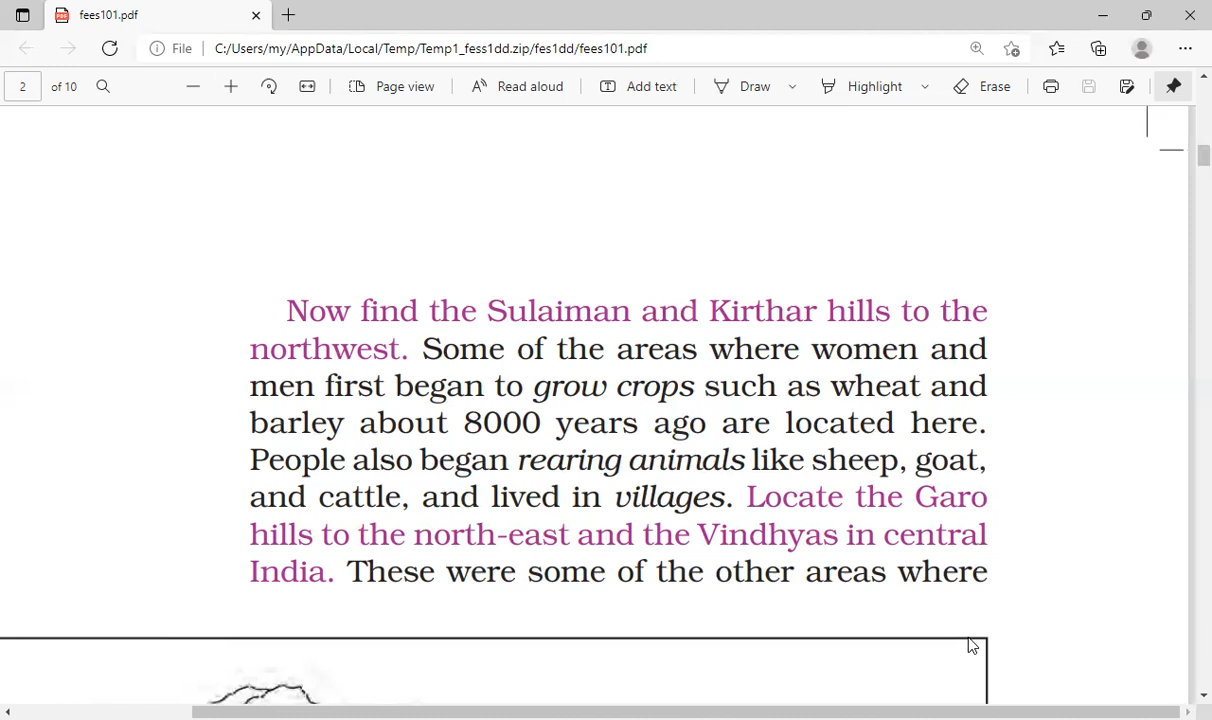 fees101.pdf
File C:/Users/my/AppData/Local/Temp/Temp1_fess1dd.zip/fes1dd/fees101.pdf
2 of 10 Page view Read aloud Add text Draw Highlight Erase
Now find the Sulaiman and Kirthar hills to the
northwest. Some of the areas where women and
men first began to grow crops such as wheat and
barley about 8000 years ago are located here.
People also began rearing animals like sheep, goat,
and cattle, and lived in villages. Locate the Garo
hills to the north-east and the Vindhyas in central
India. These were some of the other areas where